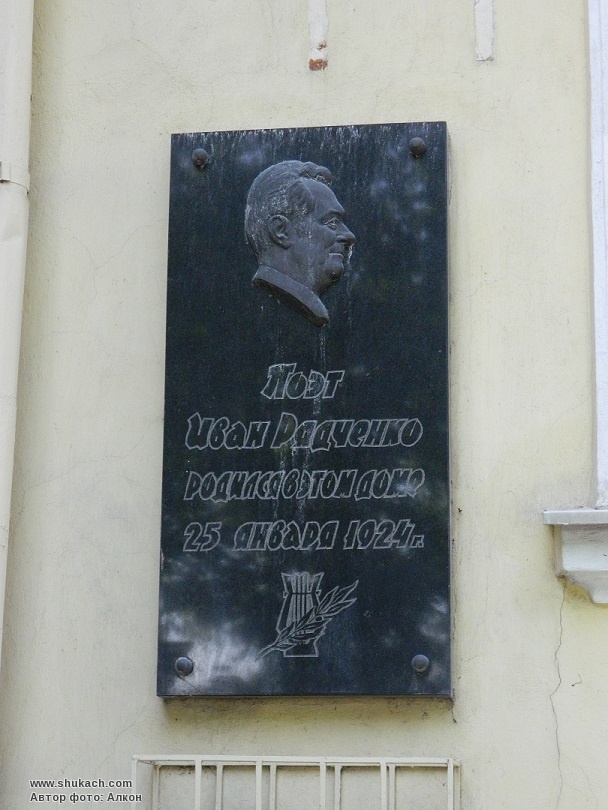 Поэт
Иван Радченко
родился в этом доме
25 января 1924 г.
www.shukach.com
Автор фото: Алкон